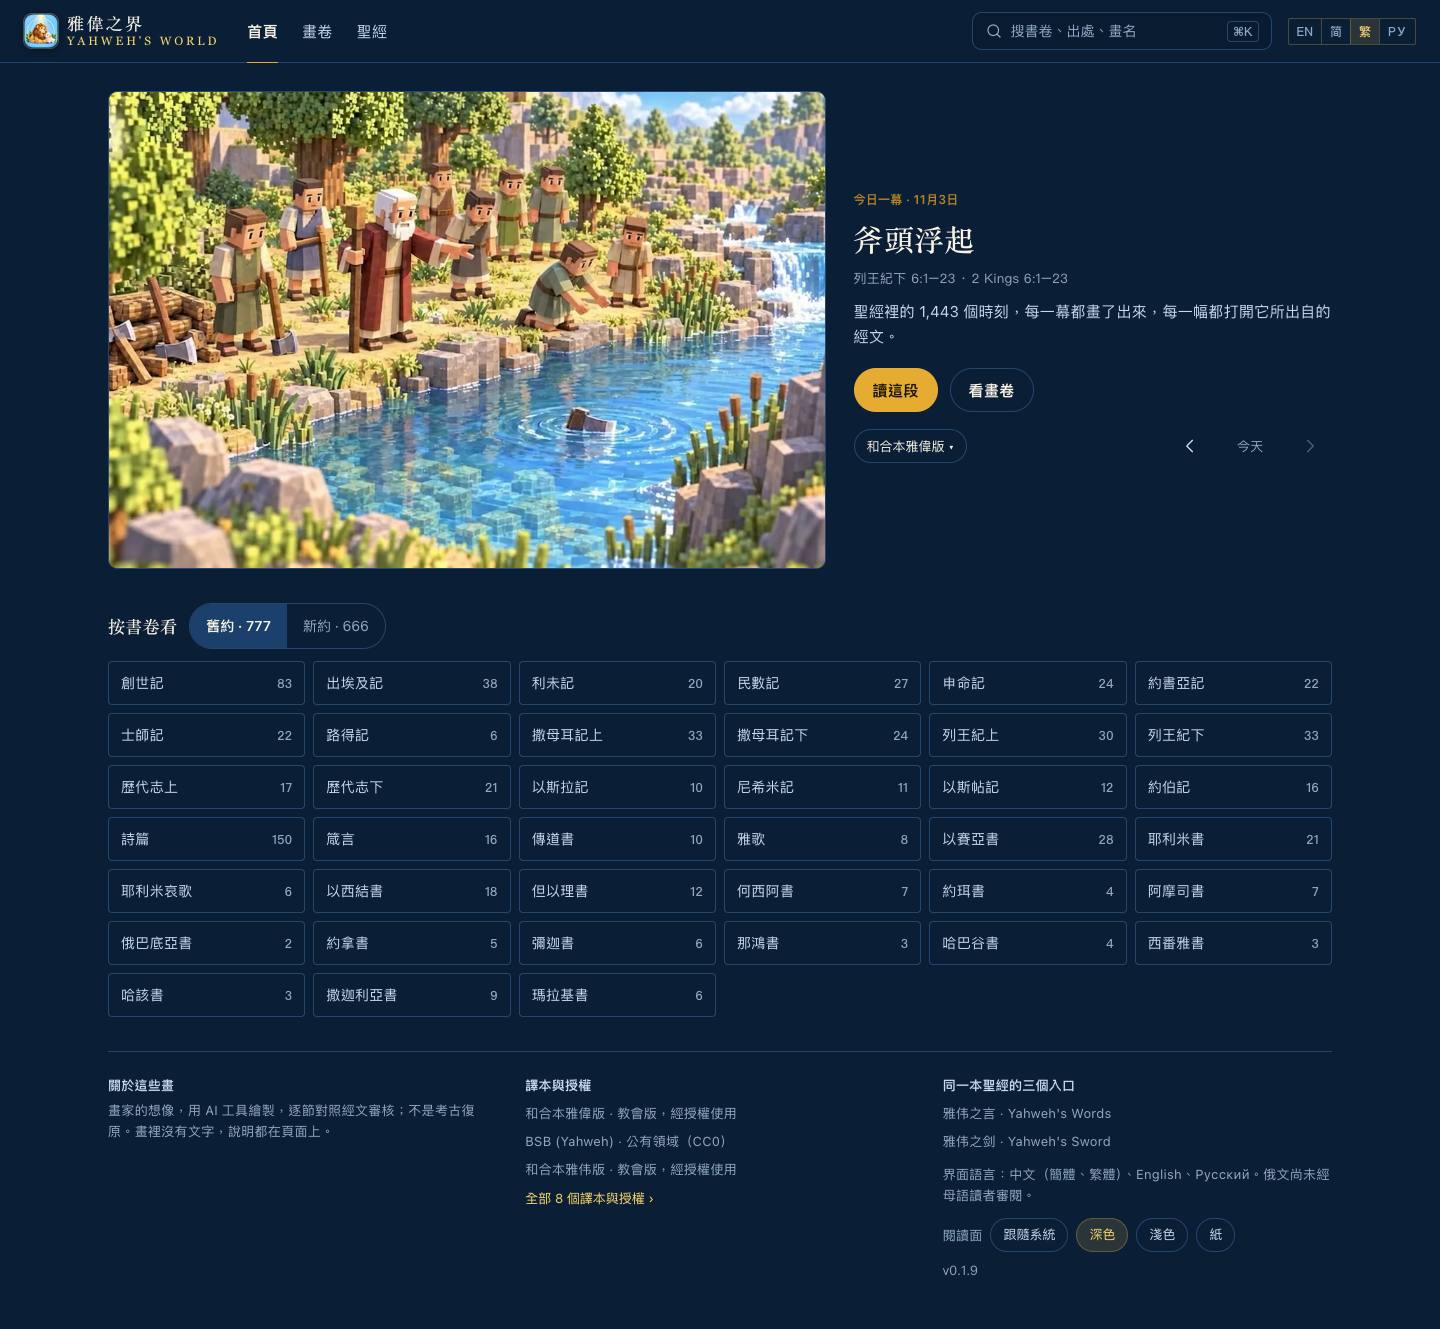 雅偉之界
YAHWEH'S WORLD
首頁
畫卷
聖經
搜書卷、出處、畫名
⌘K
EN
简
繁
РУ
今日一幕 · 11月3日
斧頭浮起
列王紀下 6:1–23 · 2 Kings 6:1–23
聖經裡的 1,443 個時刻，每一幕都畫了出來，每一幅都打開它所出自的
經文。
讀這段
看畫卷
和合本雅偉版 ▾
今天
按書卷看
舊約 · 777
新約 · 666
創世記 83
出埃及記 38
利未記 20
民數記 27
申命記 24
約書亞記 22
士師記 22
路得記 6
撒母耳記上 33
撒母耳記下 24
列王紀上 30
列王紀下 33
歷代志上 17
歷代志下 21
以斯拉記 10
尼希米記 11
以斯帖記 12
約伯記 16
詩篇 150
箴言 16
傳道書 10
雅歌 8
以賽亞書 28
耶利米書 21
耶利米哀歌 6
以西結書 18
但以理書 12
何西阿書 7
約珥書 4
阿摩司書 7
俄巴底亞書 2
約拿書 5
彌迦書 6
那鴻書 3
哈巴谷書 4
西番雅書 3
哈該書 3
撒迦利亞書 9
瑪拉基書 6
關於這些畫
畫家的想像，用 AI 工具繪製，逐節對照經文審核；不是考古復
原。畫裡沒有文字，說明都在頁面上。
譯本與授權
和合本雅偉版 · 教會版，經授權使用
BSB (Yahweh) · 公有領域（CC0）
和合本雅伟版 · 教會版，經授權使用
全部 8 個譯本與授權 ›
同一本聖經的三個入口
雅伟之言 · Yahweh's Words
雅伟之剑 · Yahweh's Sword
界面語言：中文（簡體、繁體）、English、Русский。俄文尚未經
母語讀者審閱。
閱讀面
跟隨系統
深色
淺色
紙
v0.1.9